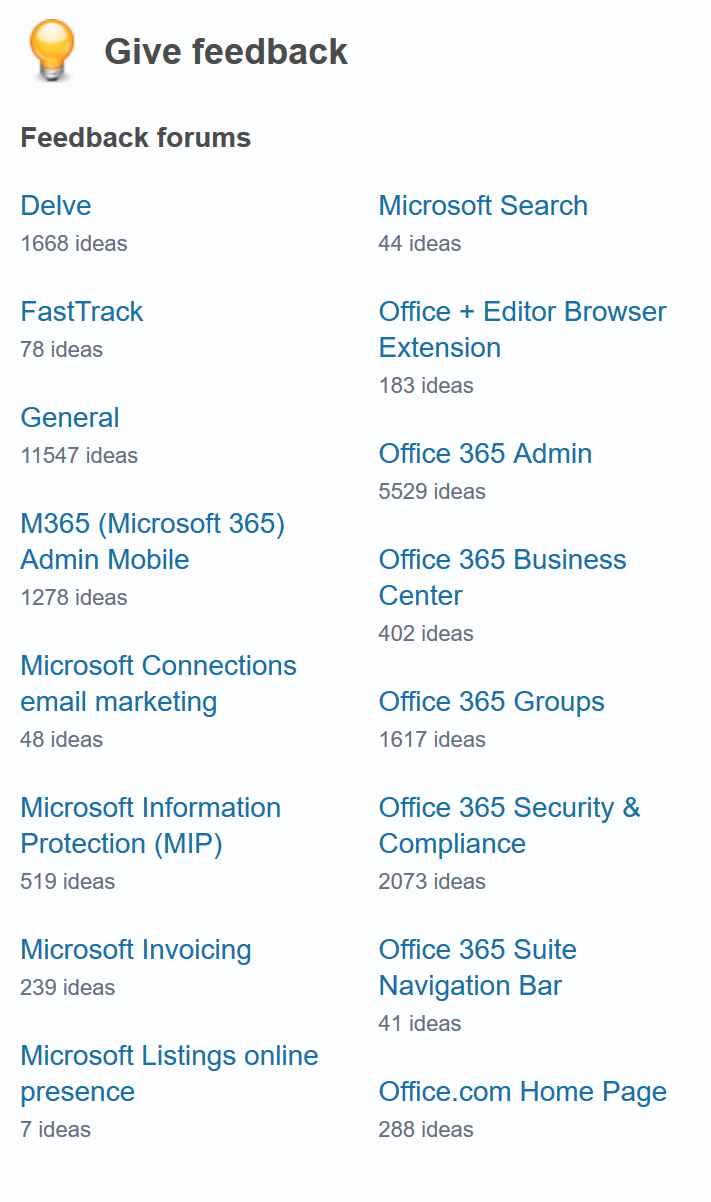 Give feedback
Feedback forums
Delve
1668 ideas
FastTrack
78 ideas
General
11547 ideas
M365 (Microsoft 365)
Admin Mobile
1278 ideas
Microsoft Connections
email marketing
48 ideas
Microsoft Information
Protection (MIP)
519 ideas
Microsoft Invoicing
239 ideas
Microsoft Listings online
presence
7 ideas
Microsoft Search
44 ideas
Office + Editor Browser
Extension
183 ideas
Office 365 Admin
5529 ideas
Office 365 Business
Center
402 ideas
Office 365 Groups
1617 ideas
Office 365 Security &
Compliance
2073 ideas
Office 365 Suite
Navigation Bar
41 ideas
Office.com Home Page
288 ideas